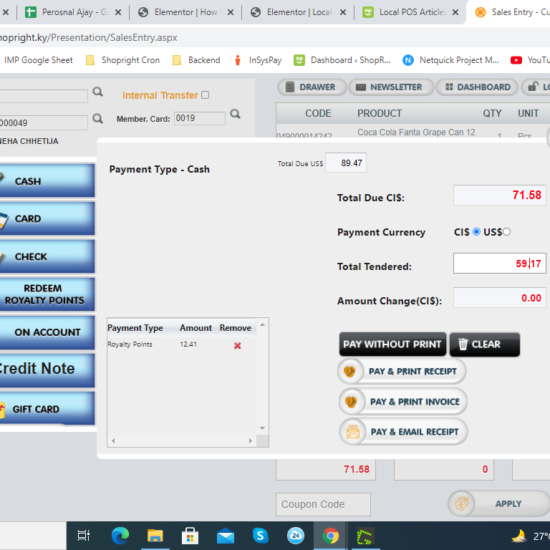 Perosnal Ajay - G
Elementor | How
Elementor | Local
Local POS Article
Sales Entry - Cu
hopright.ky/Presentation/SalesEntry.aspx
IMP Google Sheet
Shopright Cron
Backend
InSysPay
Dashboard ‹ ShopR...
Netquick Project M...
YouTu
Internal Transfer
DRAWER
NEWSLETTER
DASHBOARD
LO
000049
Member. Card: 0019
CODE PRODUCT QTY UNIT
NEHA CHHETIJA
049000014242 Coca Cola Fanta Grape Can 12 1 Pcs
Payment Type - Cash
Total Due US$ 89.47
CASH
Total Due CI$: 71.58
CARD
Payment Currency CI$ US$
CHECK
Total Tendered: 59.17
REDEEM
ROYALTY POINTS
Amount Change(CI$): 0.00
ON ACCOUNT
Payment Type Amount Remove
Royalty Points 12.41
PAY WITHOUT PRINT
CLEAR
Credit Note
PAY & PRINT RECEIPT
GIFT CARD
PAY & PRINT INVOICE
PAY & EMAIL RECEIPT
71.58
0
Coupon Code
APPLY
24
27°